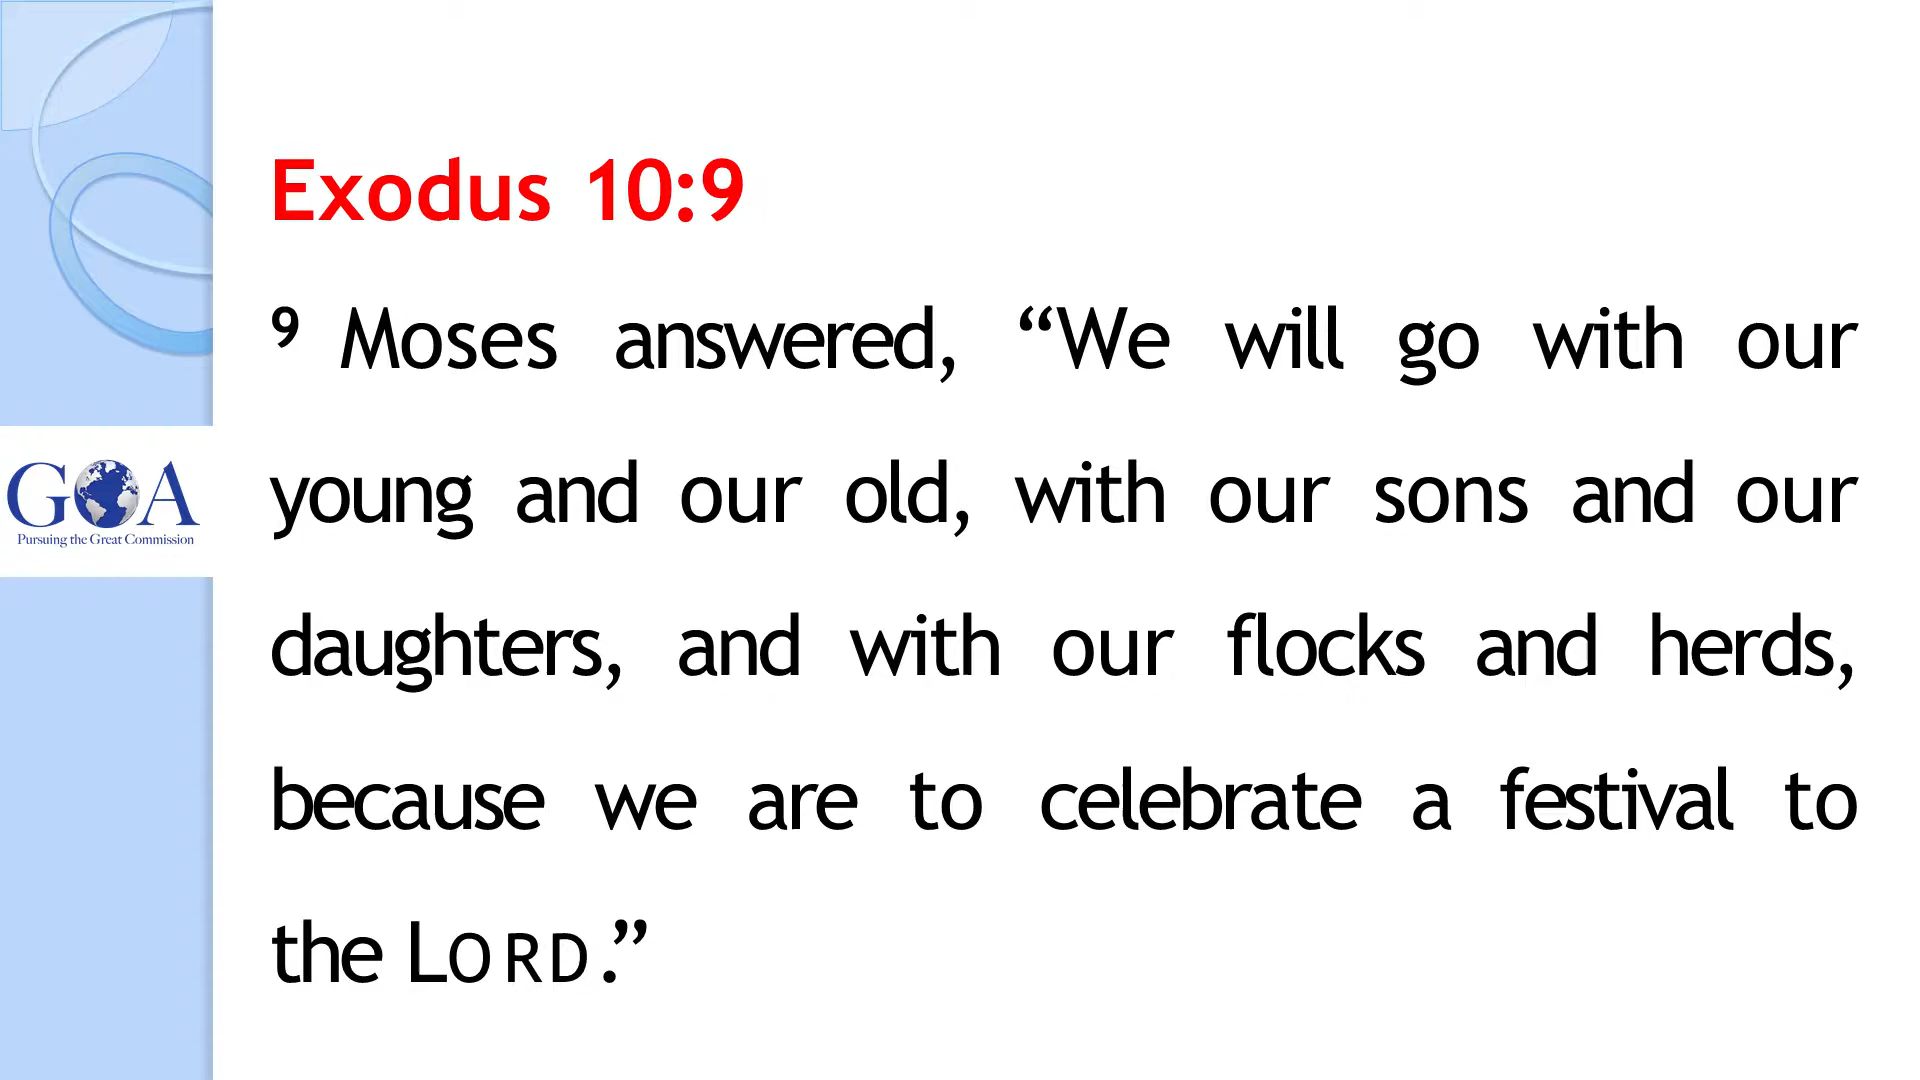 Exodus 10:9
⁹ Moses answered, “We will go with our
young and our old, with our sons and our
daughters, and with our flocks and herds,
because we are to celebrate a festival to
the LORD.”
GOA
Pursuing the Great Commission